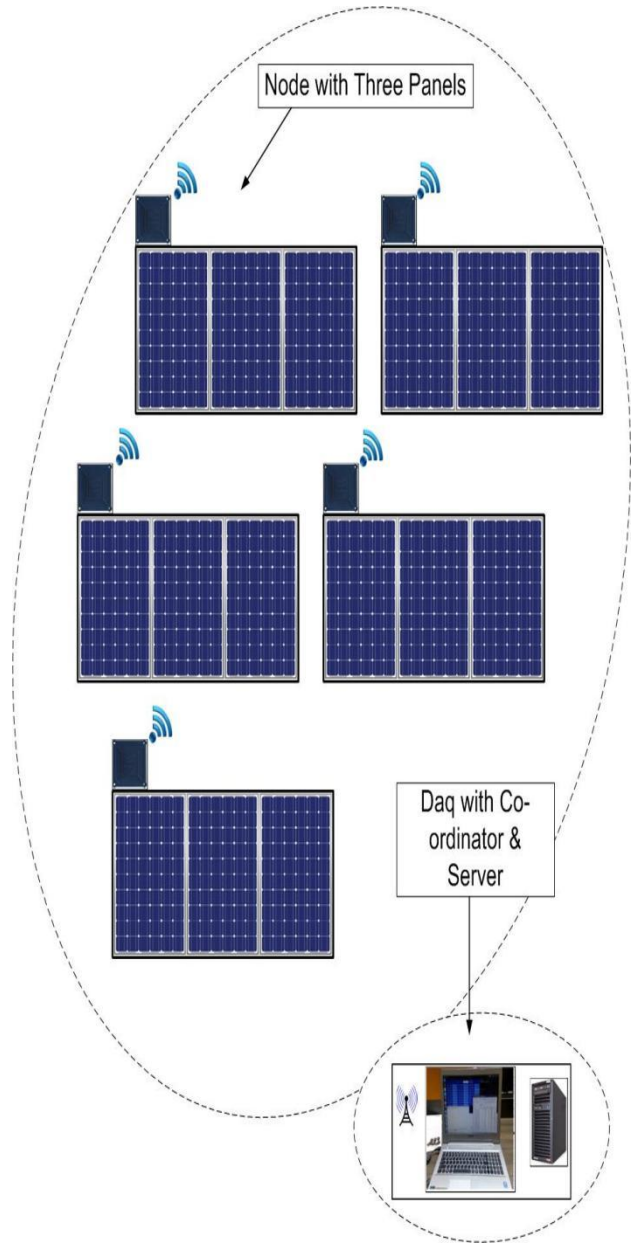 Node with Three Panels
Daq with Co-
ordinator &
Server